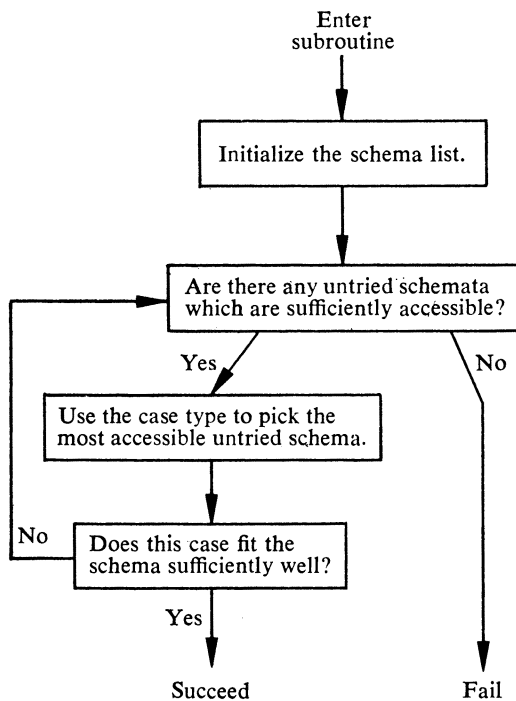 Enter
subroutine
Initialize the schema list.
Are there any untried schemata
which are sufficiently accessible?
Yes
No
Use the case type to pick the
most accessible untried schema.
No
Does this case fit the
schema sufficiently well?
Yes
Succeed
Fail